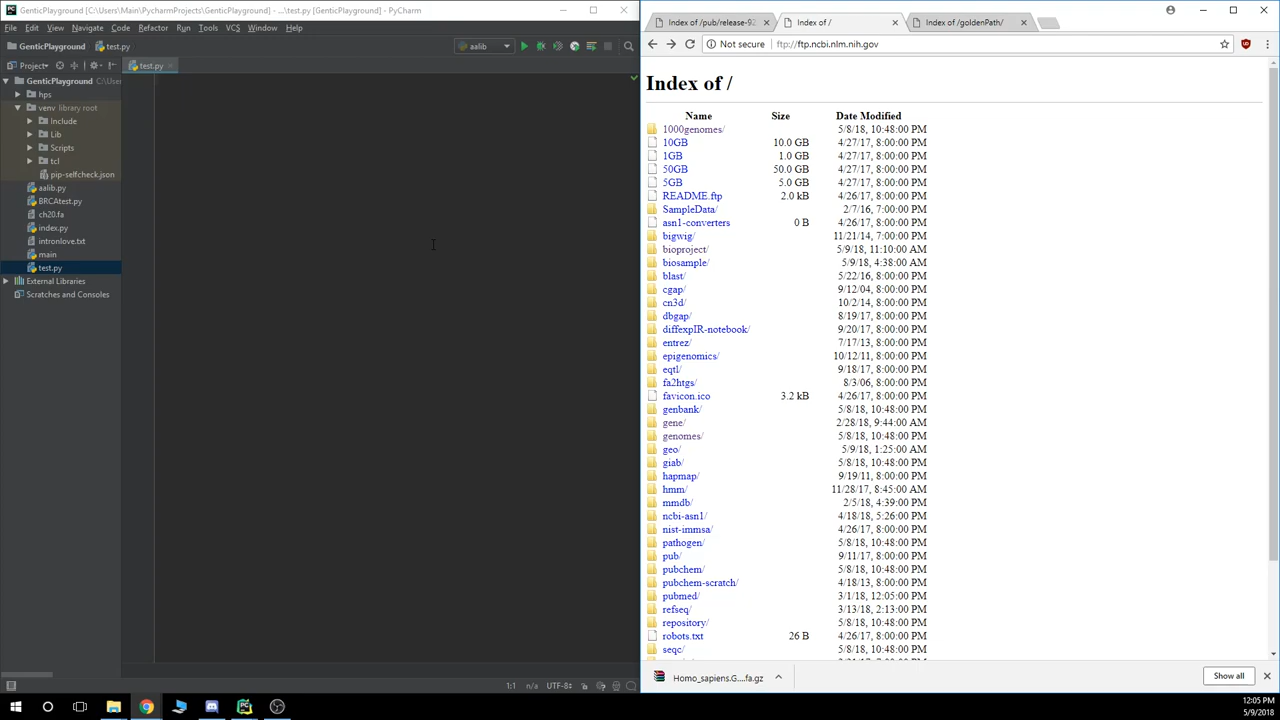 GenticPlayground [C:\Users\Main\PycharmProjects\GenticPlayground] - ...\test.py [GenticPlayground] - PyCharm
File Edit View Navigate Code Refactor Run Tools VCS Window Help
GenticPlayground test.py
aalib
Project
test.py
GenticPlayground C:\Use
hps
venv library root
Include
Lib
Scripts
tcl
pip-selfcheck.json
aalib.py
BRCAtest.py
ch20.fa
index.py
intronlove.txt
main
test.py
External Libraries
Scratches and Consoles
1:1 n/a UTF-8
Index of /pub/release-92
Index of /
Index of /goldenPath/
Not secure ftp://ftp.ncbi.nlm.nih.gov
Index of /
Name Size Date Modified
1000genomes/ 5/8/18, 10:48:00 PM
10GB 10.0 GB 4/27/17, 8:00:00 PM
1GB 1.0 GB 4/27/17, 8:00:00 PM
50GB 50.0 GB 4/27/17, 8:00:00 PM
5GB 5.0 GB 4/27/17, 8:00:00 PM
README.ftp 2.0 kB 4/26/17, 8:00:00 PM
SampleData/ 2/7/16, 7:00:00 PM
asn1-converters 0 B 4/26/17, 8:00:00 PM
bigwig/ 11/21/14, 7:00:00 PM
bioproject/ 5/9/18, 11:10:00 AM
biosample/ 5/9/18, 4:38:00 AM
blast/ 5/22/16, 8:00:00 PM
cgap/ 9/12/04, 8:00:00 PM
cn3d/ 10/2/14, 8:00:00 PM
dbgap/ 8/19/17, 8:00:00 PM
diffexpIR-notebook/ 9/20/17, 8:00:00 PM
entrez/ 7/17/13, 8:00:00 PM
epigenomics/ 10/12/11, 8:00:00 PM
eqtl/ 9/18/17, 8:00:00 PM
fa2htgs/ 8/3/06, 8:00:00 PM
favicon.ico 3.2 kB 4/26/17, 8:00:00 PM
genbank/ 5/8/18, 10:48:00 PM
gene/ 2/28/18, 9:44:00 AM
genomes/ 5/8/18, 10:48:00 PM
geo/ 5/9/18, 1:25:00 AM
giab/ 5/8/18, 10:48:00 PM
hapmap/ 9/19/11, 8:00:00 PM
hmm/ 11/28/17, 8:45:00 AM
mmdb/ 2/5/18, 4:39:00 PM
ncbi-asn1/ 4/18/18, 5:26:00 PM
nist-immsa/ 4/26/17, 8:00:00 PM
pathogen/ 5/8/18, 10:48:00 PM
pub/ 9/11/17, 8:00:00 PM
pubchem/ 5/8/18, 10:48:00 PM
pubchem-scratch/ 4/18/13, 8:00:00 PM
pubmed/ 3/1/18, 12:05:00 PM
refseq/ 3/13/18, 2:13:00 PM
repository/ 5/8/18, 10:48:00 PM
robots.txt 26 B 4/26/17, 8:00:00 PM
seqc/ 5/8/18, 10:48:00 PM
Homo_sapiens.G....fa.gz
Show all
12:05 PM
5/9/2018